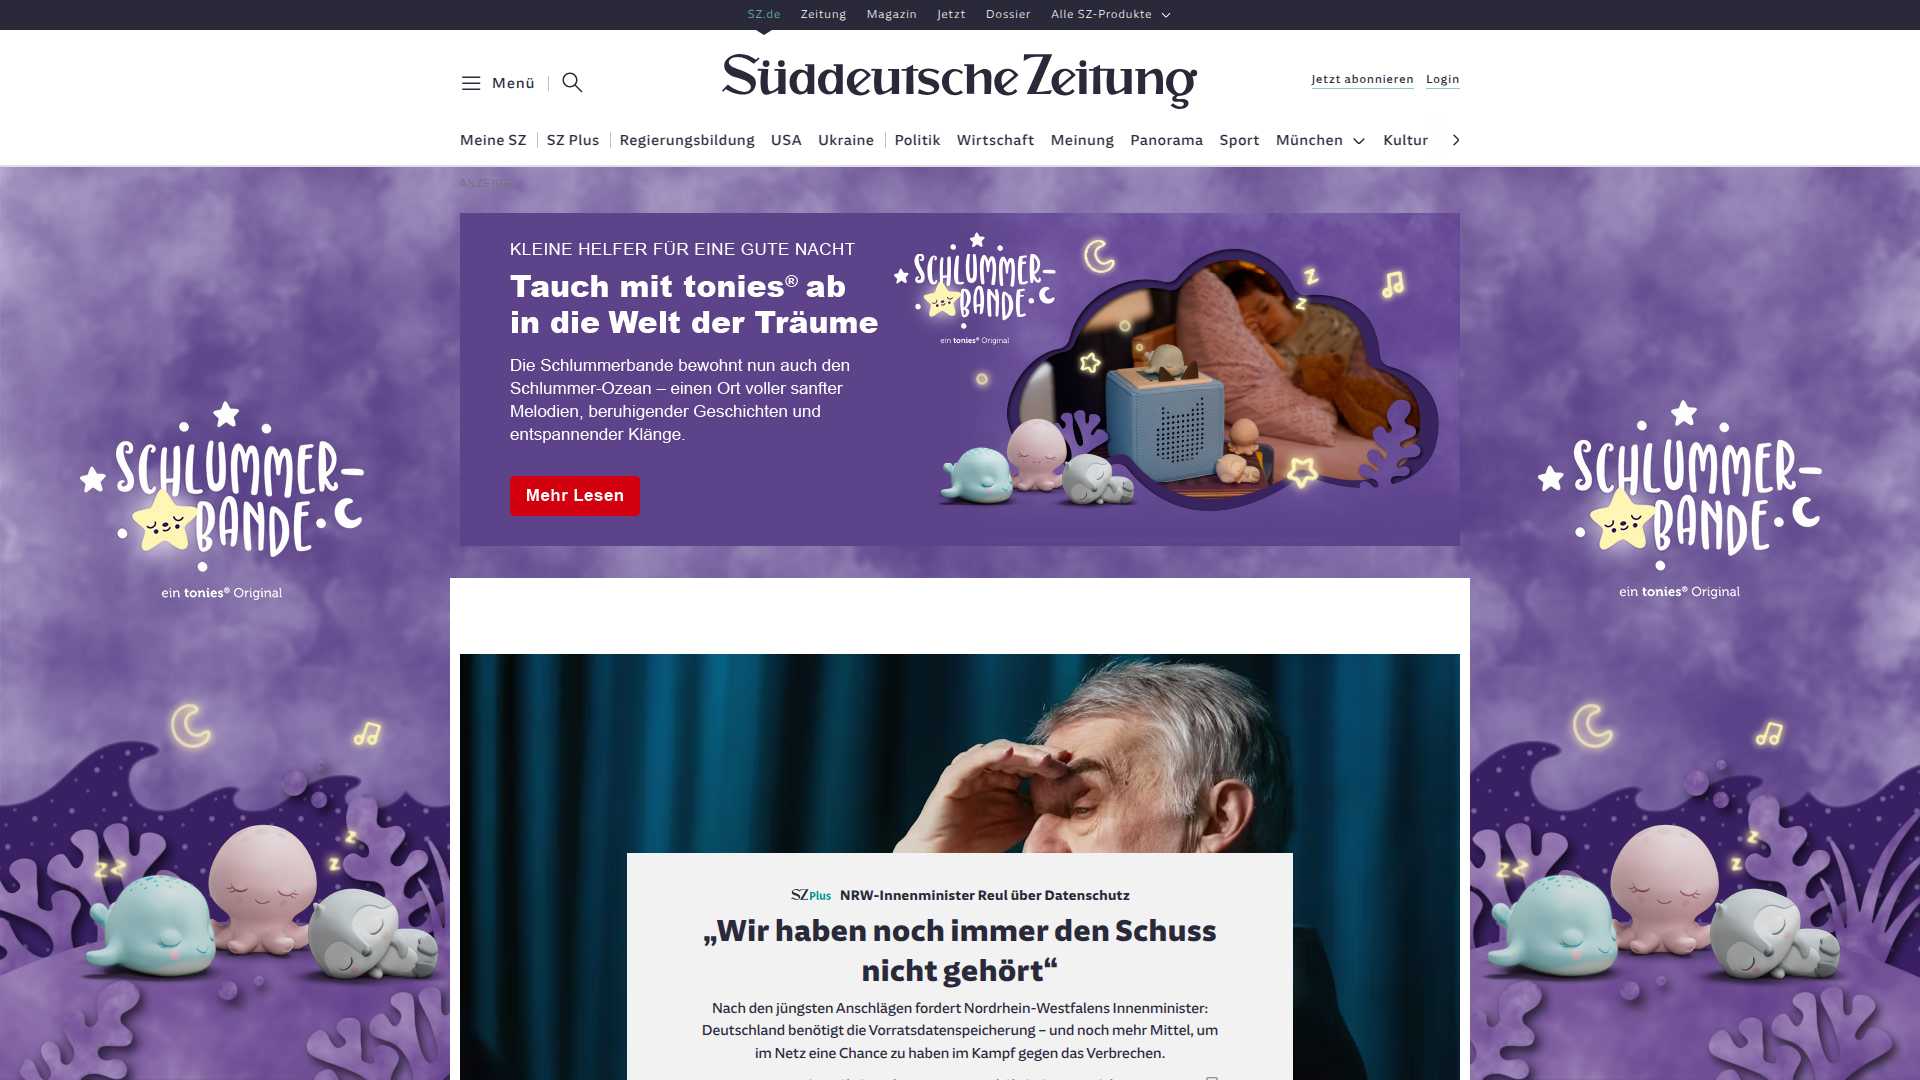 SZ.de Zeitung Magazin Jetzt Dossier Alle SZ-Produkte
Menü
Süddeutsche Zeitung
Jetzt abonnieren Login
Meine SZ SZ Plus Regierungsbildung USA Ukraine Politik Wirtschaft Meinung Panorama Sport München Kultur
ANZEIGE
KLEINE HELFER FÜR EINE GUTE NACHT
Tauch mit tonies® ab
in die Welt der Träume
Die Schlummerbande bewohnt nun auch den
Schlummer-Ozean – einen Ort voller sanfter
Melodien, beruhigender Geschichten und
entspannender Klänge.
Mehr Lesen
SCHLUMMER-
BANDE
ein tonies® Original
SCHLUMMER-
BANDE
ein tonies® Original
SCHLUMMER-
BANDE
ein tonies® Original
SZ Plus NRW-Innenminister Reul über Datenschutz
„Wir haben noch immer den Schuss
nicht gehört“
Nach den jüngsten Anschlägen fordert Nordrhein-Westfalens Innenminister:
Deutschland benötigt die Vorratsdatenspeicherung – und noch mehr Mittel, um
im Netz eine Chance zu haben im Kampf gegen das Verbrechen.